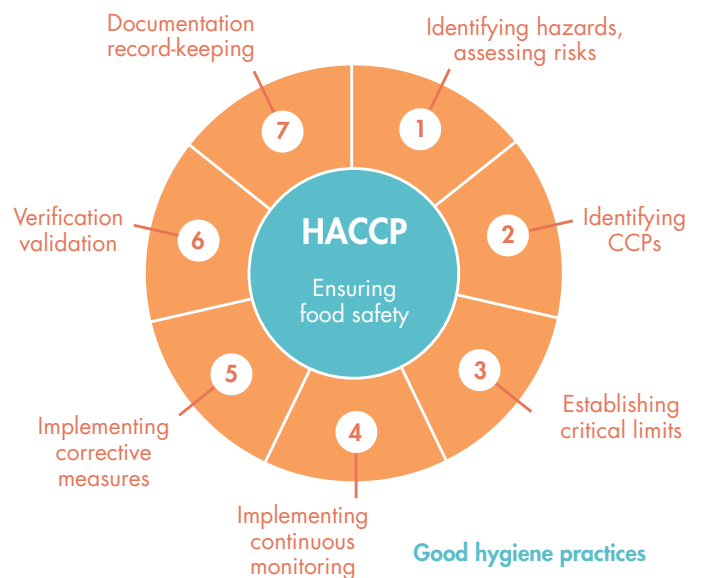 Documentation
record-keeping
Identifying hazards,
assessing risks
7
1
Verification
validation
6
HACCP
Ensuring
food safety
2
Identifying
CCPs
5
3
Implementing
corrective
measures
4
Establishing
critical limits
Implementing
continuous
monitoring
Good hygiene practices